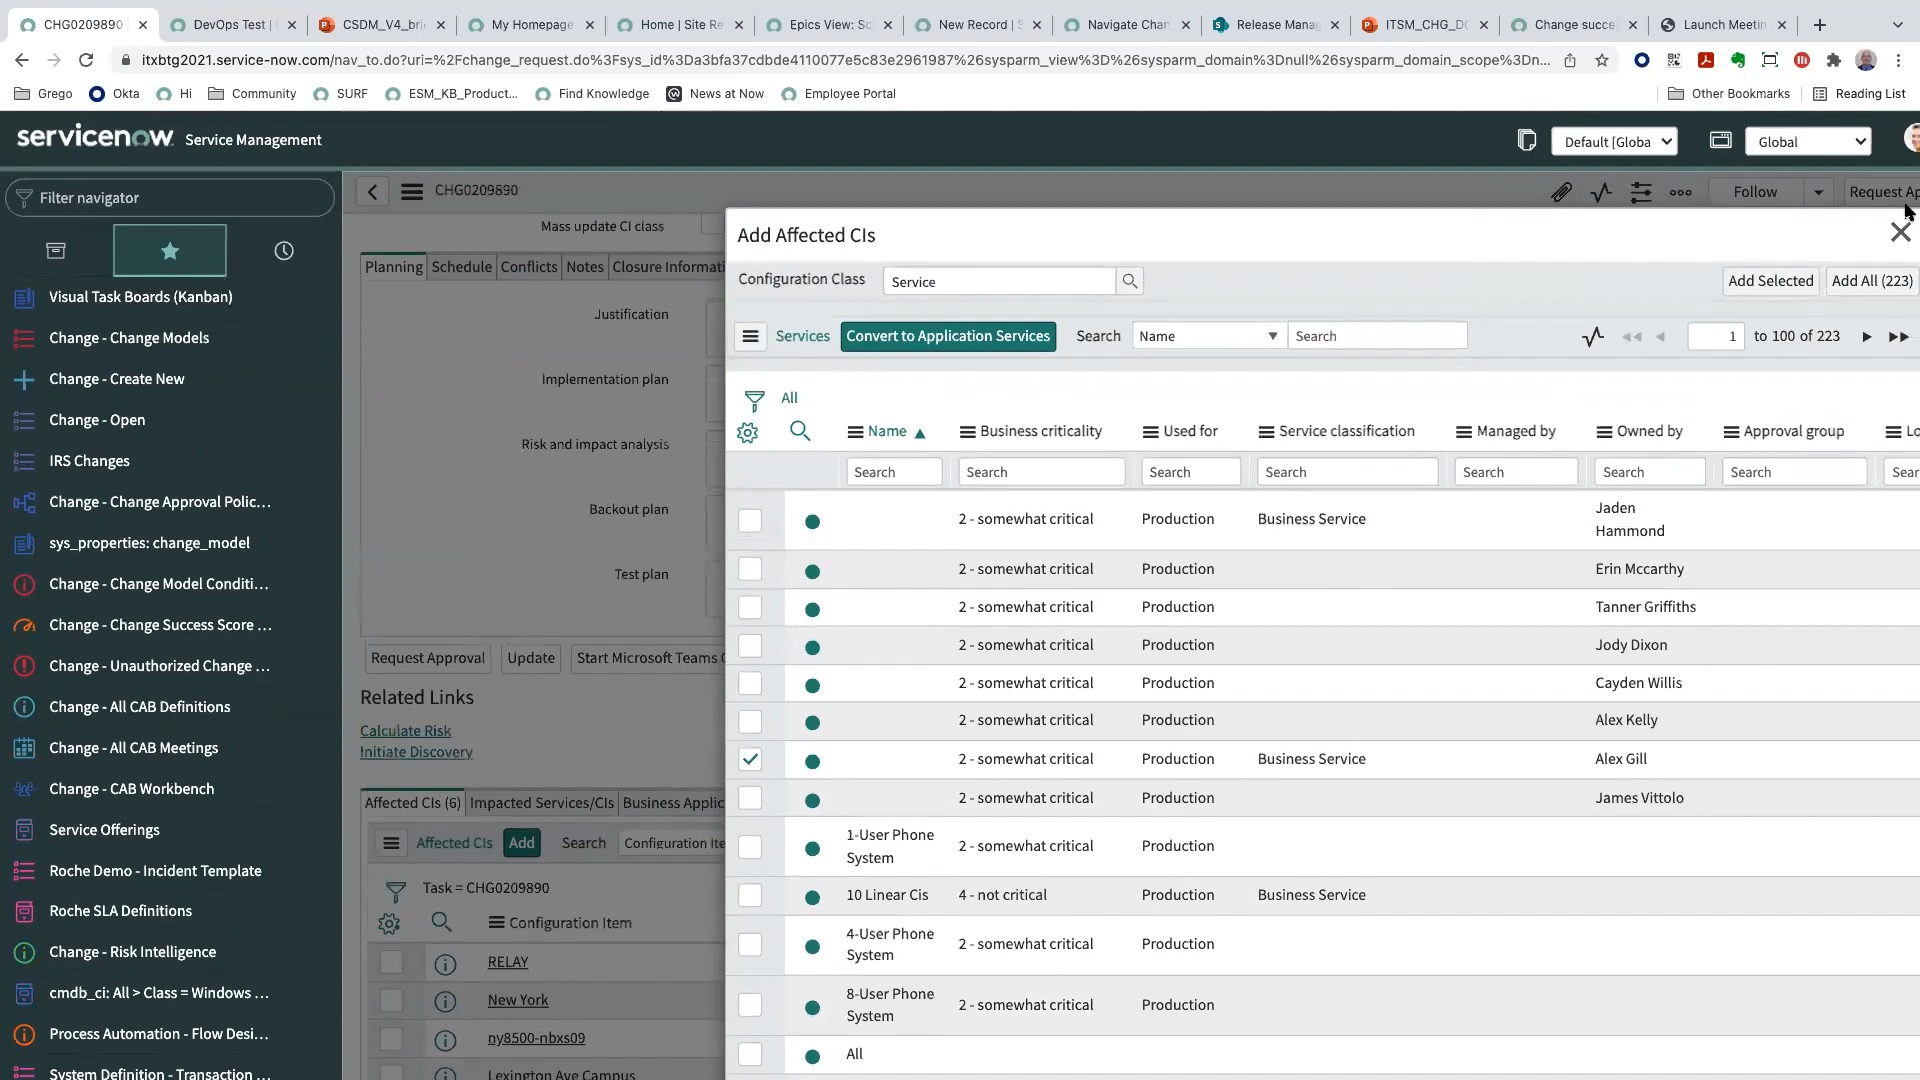 CHG0209890
DevOps Test |
CSDM_V4_bri
My Homepage
Home | Site Re
Epics View: Sc
New Record | S
Navigate Chan
Release Manag
ITSM_CHG_DO
Change succe
Launch Meetin
itxbtg2021.service-now.com/nav_to.do?uri=%2Fchange_request.do%3Fsys_id%3Da3bfa37cdbde4110077e5c83e2961987%26sysparm_view%3D%26sysparm_domain%3Dnull%26sysparm_domain_scope%3Dn...
Grego
Okta
Hi
Community
SURF
ESM_KB_Product...
Find Knowledge
News at Now
Employee Portal
Other Bookmarks
Reading List
servicenow Service Management
Default [Globa
Global
Filter navigator
CHG0209890
Follow
Request Ap
Visual Task Boards (Kanban)
Change - Change Models
Change - Create New
Change - Open
IRS Changes
Change - Change Approval Polic...
sys_properties: change_model
Change - Change Model Conditi...
Change - Change Success Score ...
Change - Unauthorized Change ...
Change - All CAB Definitions
Change - All CAB Meetings
Change - CAB Workbench
Service Offerings
Roche Demo - Incident Template
Roche SLA Definitions
Change - Risk Intelligence
cmdb_ci: All > Class = Windows ...
Process Automation - Flow Desi...
System Definition - Transaction ...
Mass update CI class
Planning Schedule Conflicts Notes Closure Informati
Justification
Implementation plan
Risk and impact analysis
Backout plan
Test plan
Request Approval Update Start Microsoft Teams C
Related Links
Calculate Risk
Initiate Discovery
Affected CIs (6) Impacted Services/CIs Business Applic
Affected CIs Add Search Configuration Ite
Task = CHG0209890
Configuration Item
RELAY
New York
ny8500-nbxs09
Lexington Ave Campus
Add Affected CIs
Configuration Class Service Add Selected Add All (223)
Services Convert to Application Services Search Name Search 1 to 100 of 223
All
Name Business criticality Used for Service classification Managed by Owned by Approval group Lo
Search Search Search Search Search Search Search Sear
2 - somewhat critical Production Business Service Jaden
Hammond
2 - somewhat critical Production Erin Mccarthy
2 - somewhat critical Production Tanner Griffiths
2 - somewhat critical Production Jody Dixon
2 - somewhat critical Production Cayden Willis
2 - somewhat critical Production Alex Kelly
2 - somewhat critical Production Business Service Alex Gill
2 - somewhat critical Production James Vittolo
1-User Phone
System 2 - somewhat critical Production
10 Linear Cis 4 - not critical Production Business Service
4-User Phone
System 2 - somewhat critical Production
8-User Phone
System 2 - somewhat critical Production
All